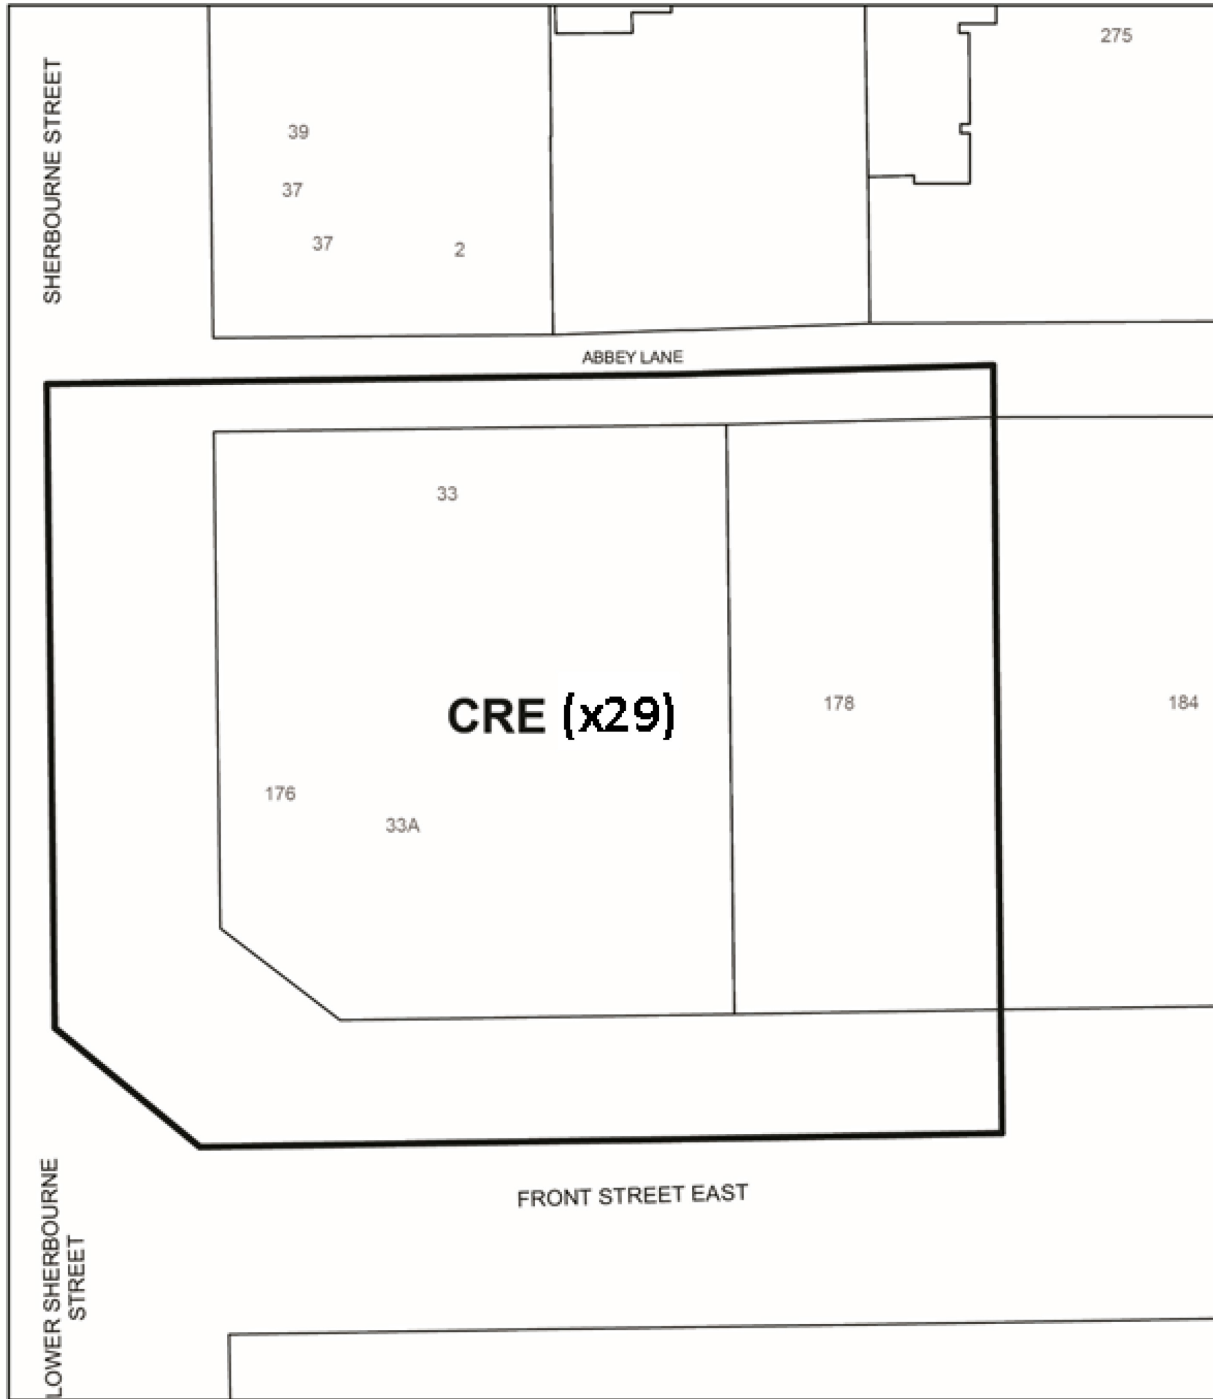 275
SHERBOURNE STREET
39
37
37
2
ABBEY LANE
33
CRE (x29)
178
184
176
33A
FRONT STREET EAST
LOWER SHERBOURNE
STREET